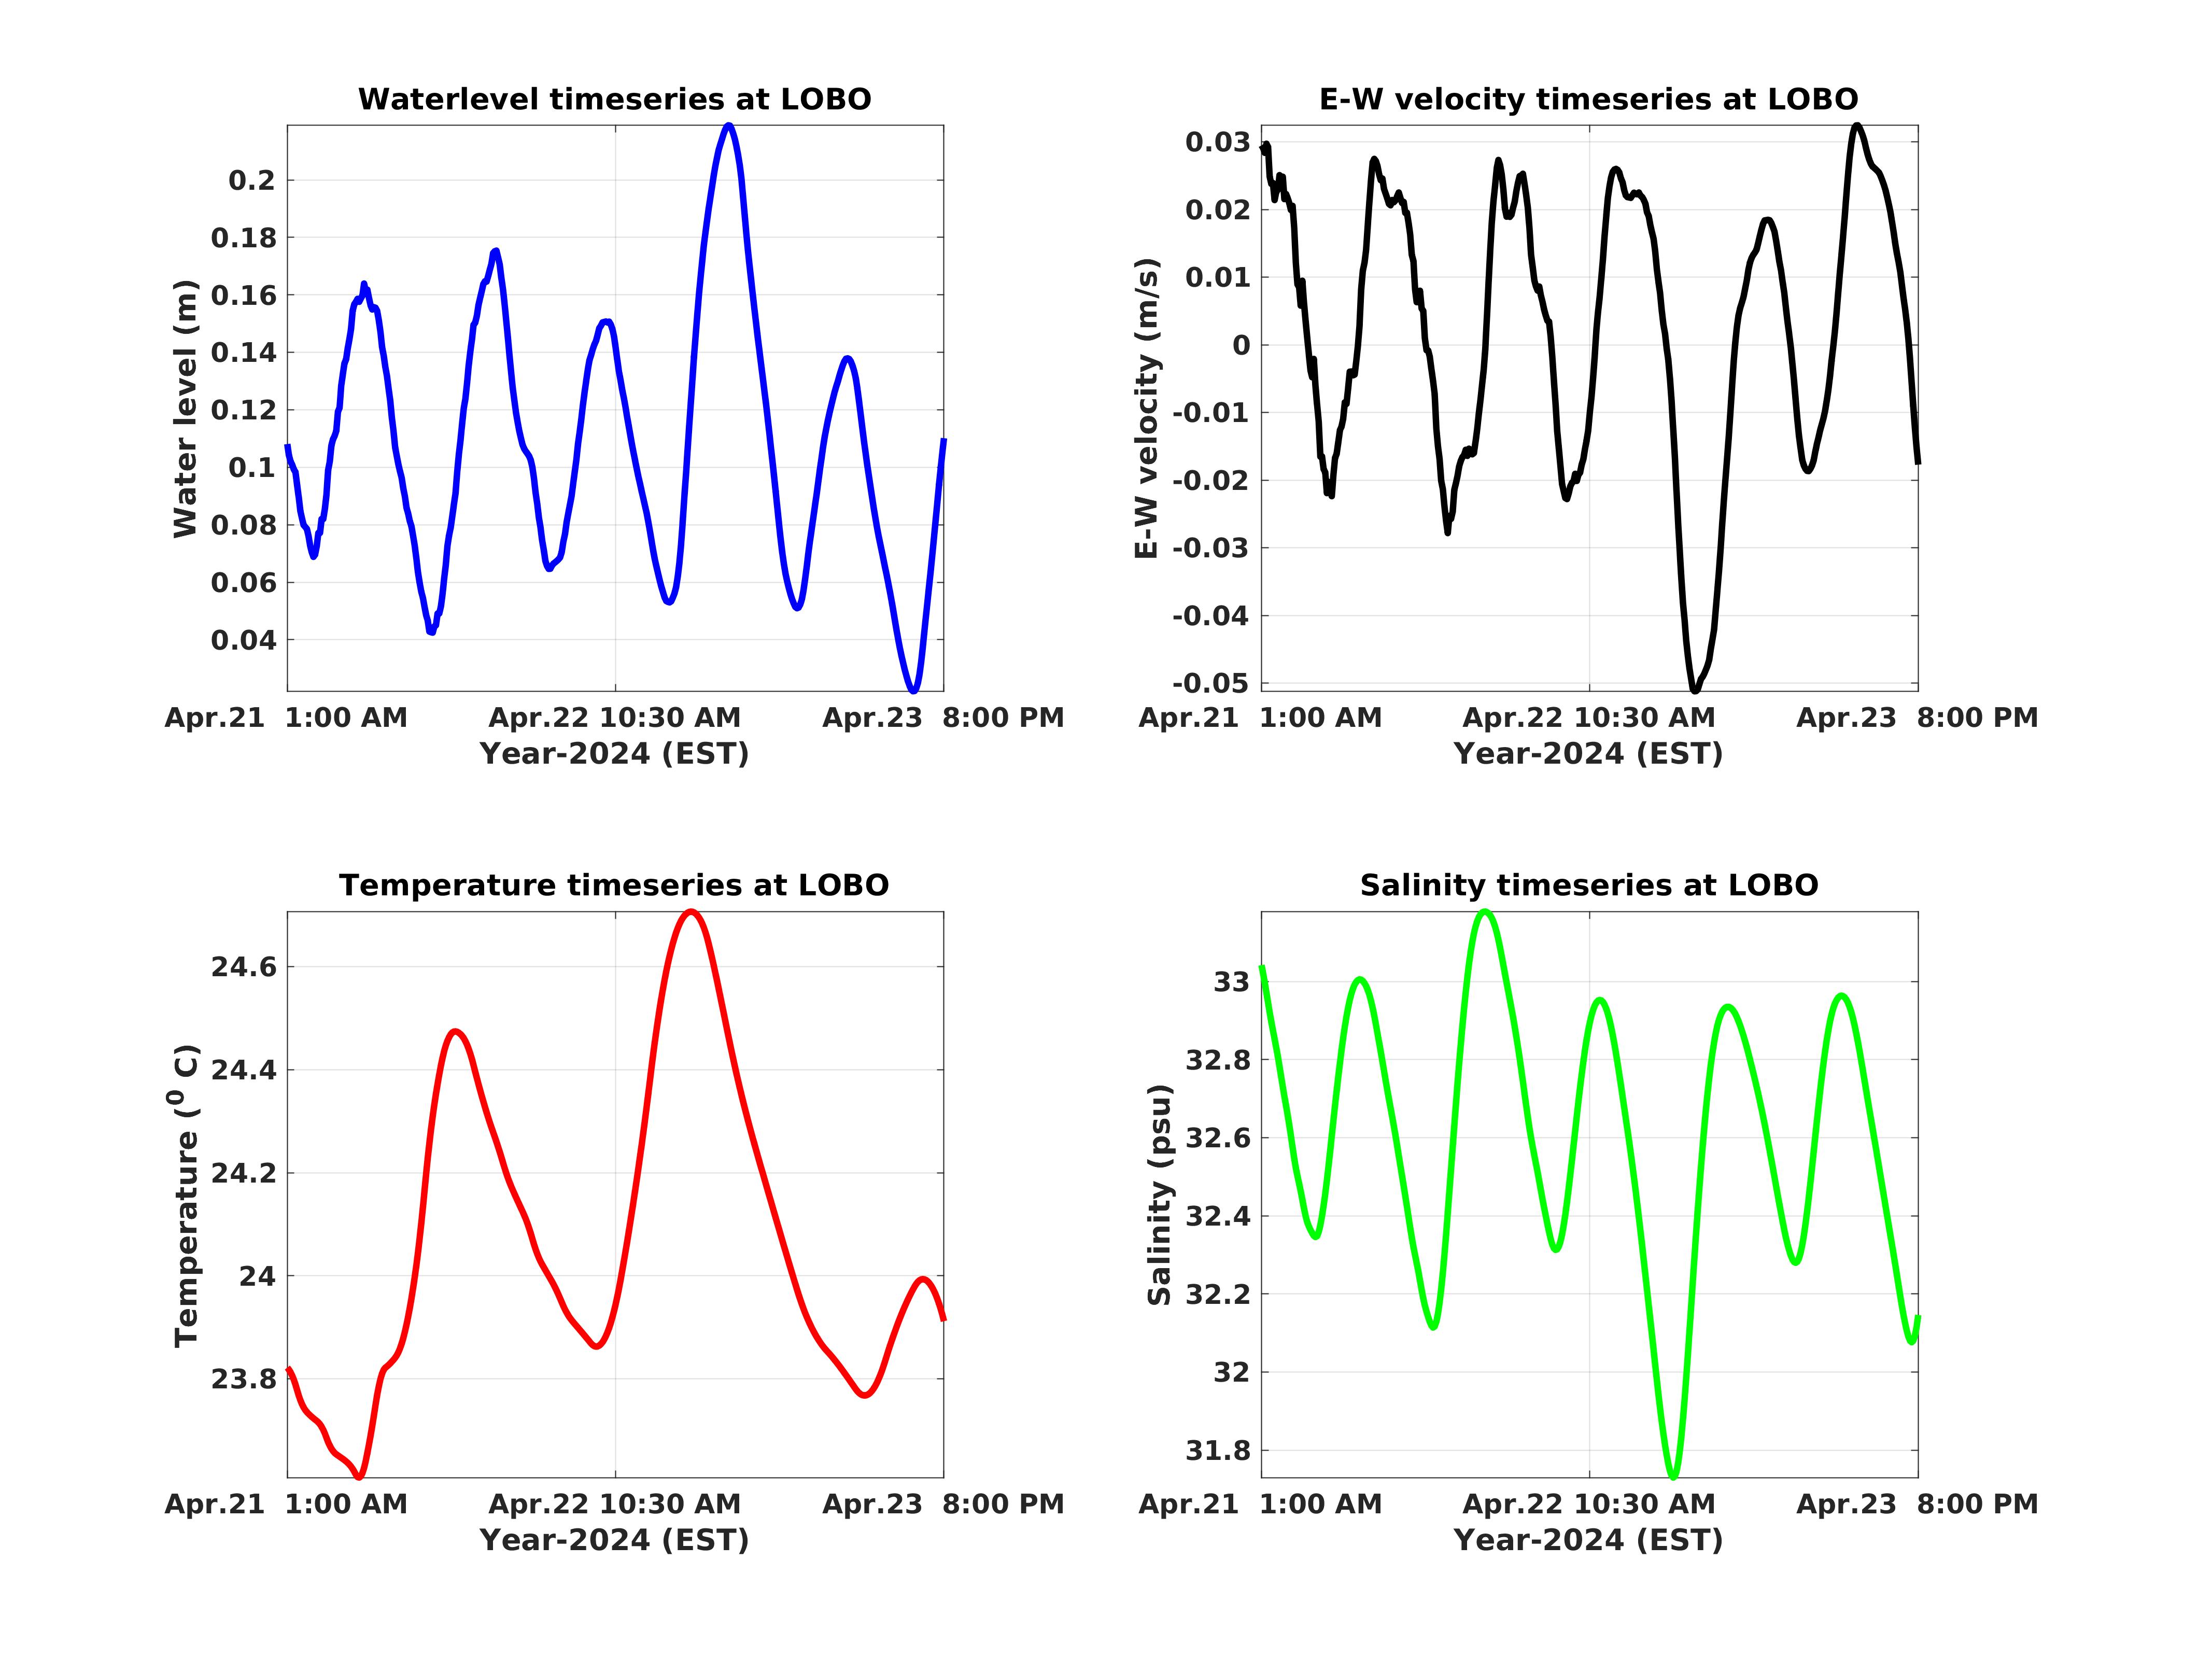 Waterlevel timeseries at LOBO
Water level (m)
0.2
0.18
0.16
0.14
0.12
0.1
0.08
0.06
0.04
Apr.21 1:00 AM Apr.22 10:30 AM Apr.23 8:00 PM
Year-2024 (EST)
E-W velocity timeseries at LOBO
E-W velocity (m/s)
0.03
0.02
0.01
0
-0.01
-0.02
-0.03
-0.04
-0.05
Apr.21 1:00 AM Apr.22 10:30 AM Apr.23 8:00 PM
Year-2024 (EST)
Temperature timeseries at LOBO
Temperature (⁰ C)
24.6
24.4
24.2
24
23.8
Apr.21 1:00 AM Apr.22 10:30 AM Apr.23 8:00 PM
Year-2024 (EST)
Salinity timeseries at LOBO
Salinity (psu)
33
32.8
32.6
32.4
32.2
32
31.8
Apr.21 1:00 AM Apr.22 10:30 AM Apr.23 8:00 PM
Year-2024 (EST)